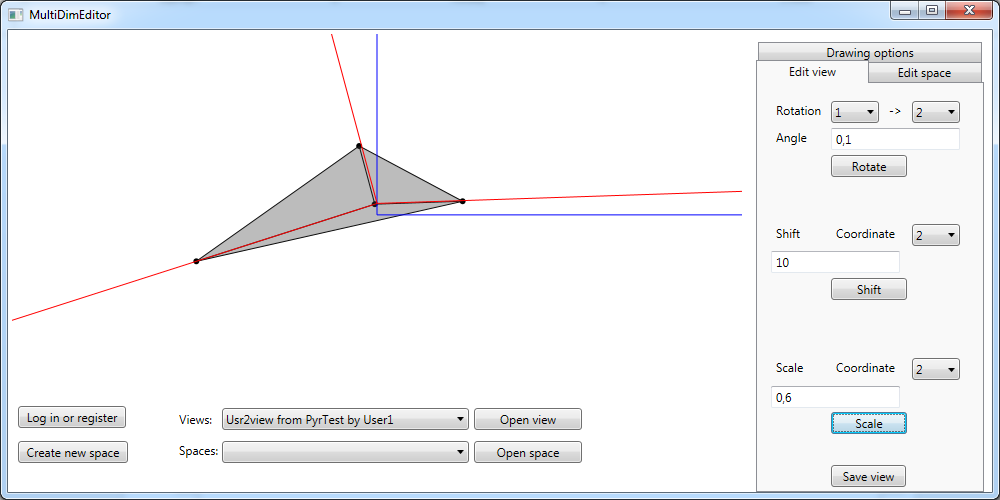 MultiDimEditor
Drawing options
Edit view Edit space
Rotation 1 -> 2
Angle 0,1
Rotate
Shift Coordinate 2
10
Shift
Scale Coordinate 2
0,6
Scale
Save view
Log in or register Views: Usr2view from PyrTest by User1 Open view
Create new space Spaces: Open space